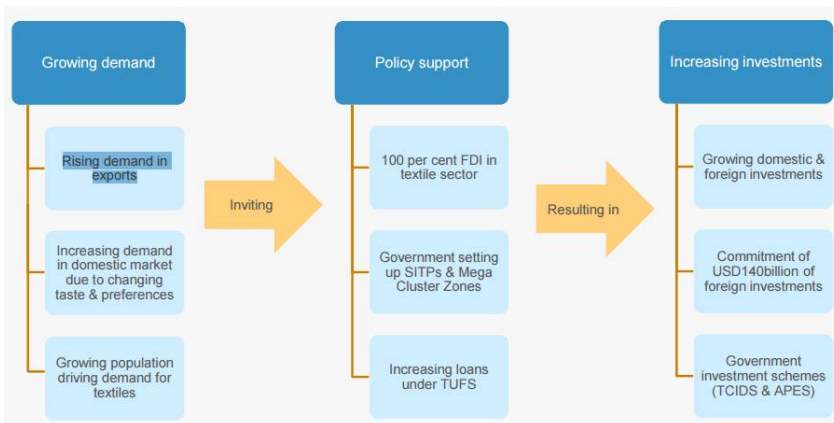 Growing demand
Rising demand in
exports
Increasing demand
in domestic market
due to changing
taste & preferences
Growing population
driving demand for
textiles
Inviting
Policy support
100 per cent FDI in
textile sector
Government setting
up SITPs & Mega
Cluster Zones
Increasing loans
under TUFS
Resulting in
Increasing investments
Growing domestic &
foreign investments
Commitment of
USD140billion of
foreign investments
Government
investment schemes
(TCIDS & APES)